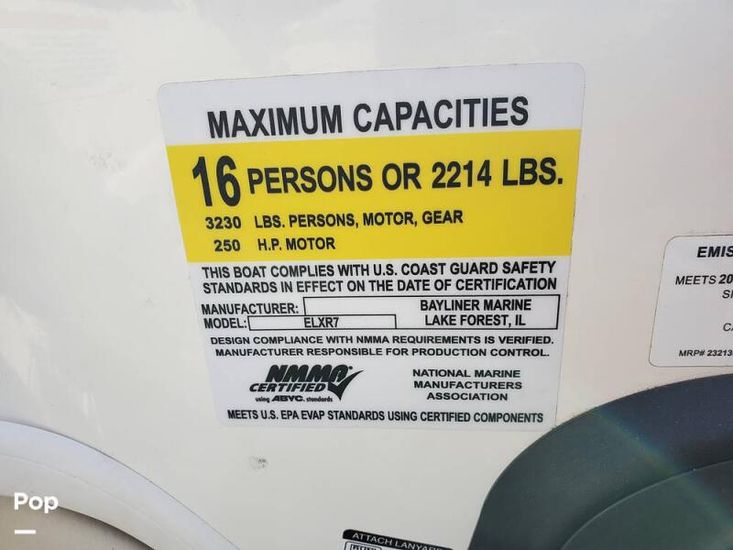 MAXIMUM CAPACITIES
16 PERSONS OR 2214 LBS.
3230 LBS. PERSONS, MOTOR, GEAR
250 H.P. MOTOR
THIS BOAT COMPLIES WITH U.S. COAST GUARD SAFETY
STANDARDS IN EFFECT ON THE DATE OF CERTIFICATION
MANUFACTURER: BAYLINER MARINE
MODEL: ELXR7 LAKE FOREST, IL
DESIGN COMPLIANCE WITH NMMA REQUIREMENTS IS VERIFIED.
MANUFACTURER RESPONSIBLE FOR PRODUCTION CONTROL.
NMMA
CERTIFIED
using ABYC. standards
NATIONAL MARINE
MANUFACTURERS
ASSOCIATION
MEETS U.S. EPA EVAP STANDARDS USING CERTIFIED COMPONENTS
EMIS
MEETS 20
SI
CA
MRP# 23213
Pop
ATTACH LANYARD